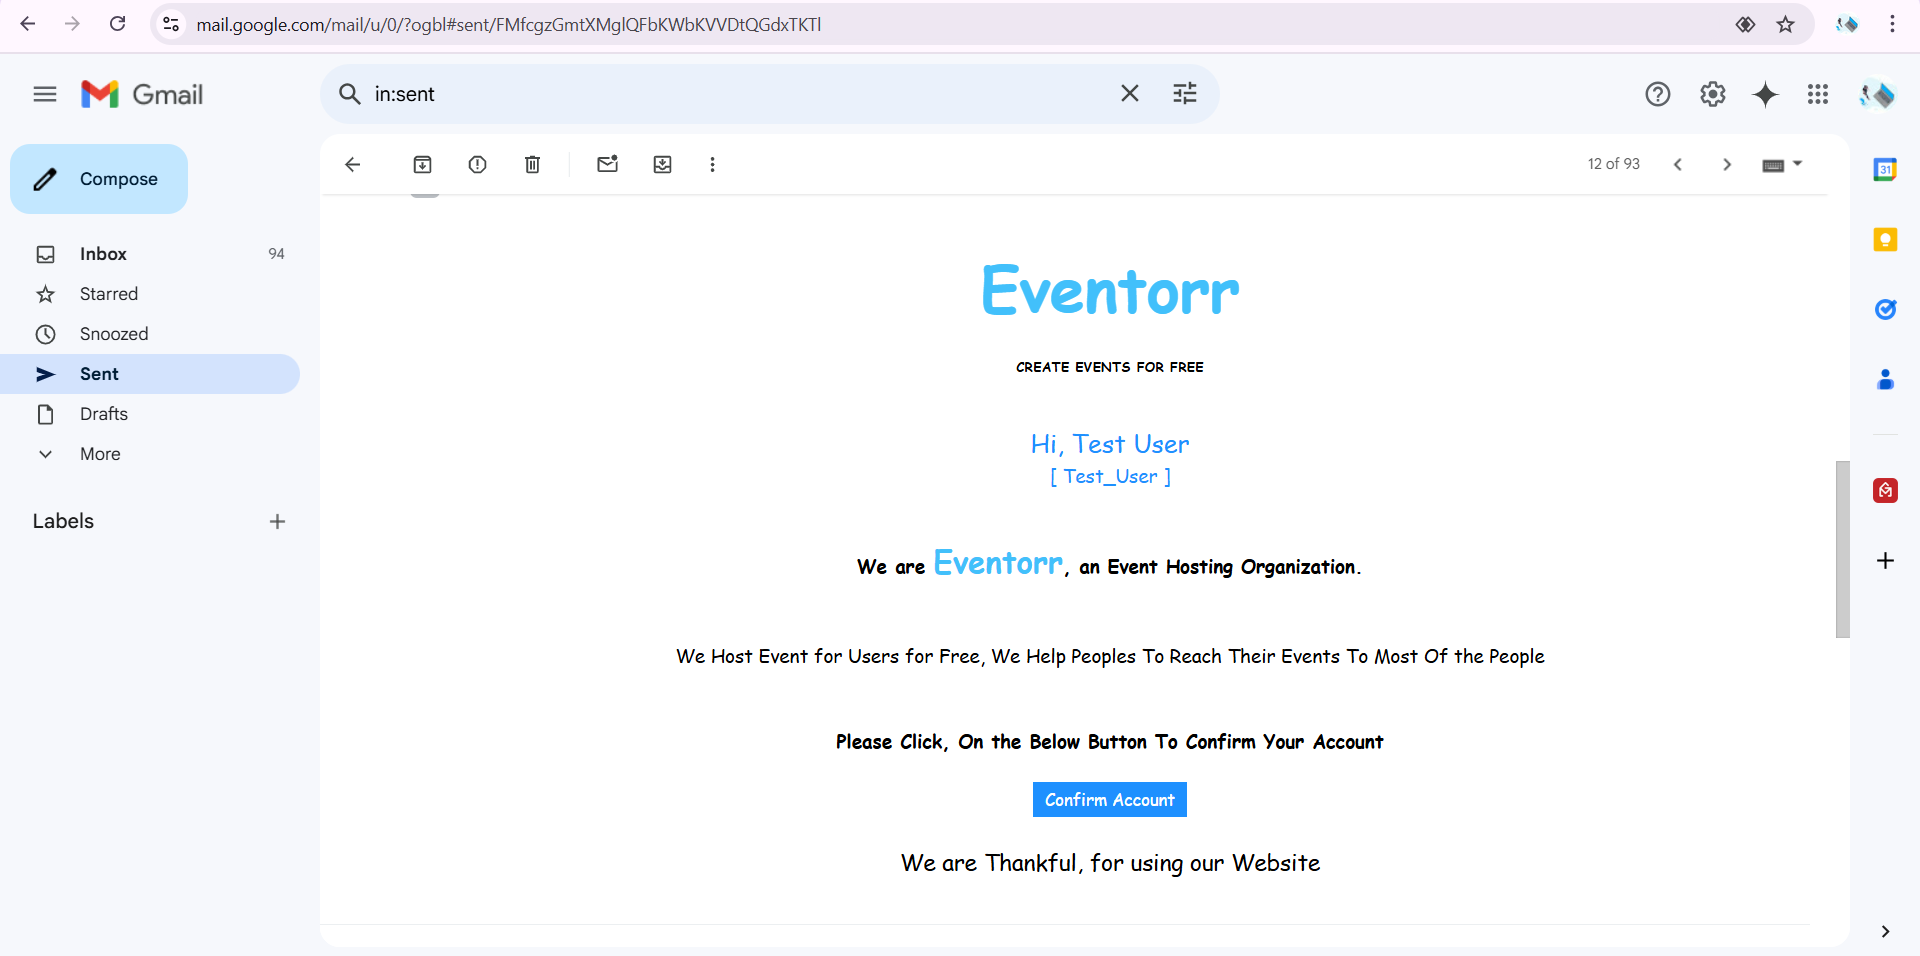 mail.google.com/mail/u/0/?ogbl#sent/FMfcgzGmtXMglQFbKWbKVVDtQGdxTKTl
Gmail
in:sent
Compose
12 of 93
31
Inbox 94
Starred
Snoozed
Sent
Drafts
More
Labels
Eventorr
CREATE EVENTS FOR FREE
Hi, Test User
[ Test_User ]
We are Eventorr, an Event Hosting Organization.
We Host Event for Users for Free, We Help Peoples To Reach Their Events To Most Of the People
Please Click, On the Below Button To Confirm Your Account
Confirm Account
We are Thankful, for using our Website